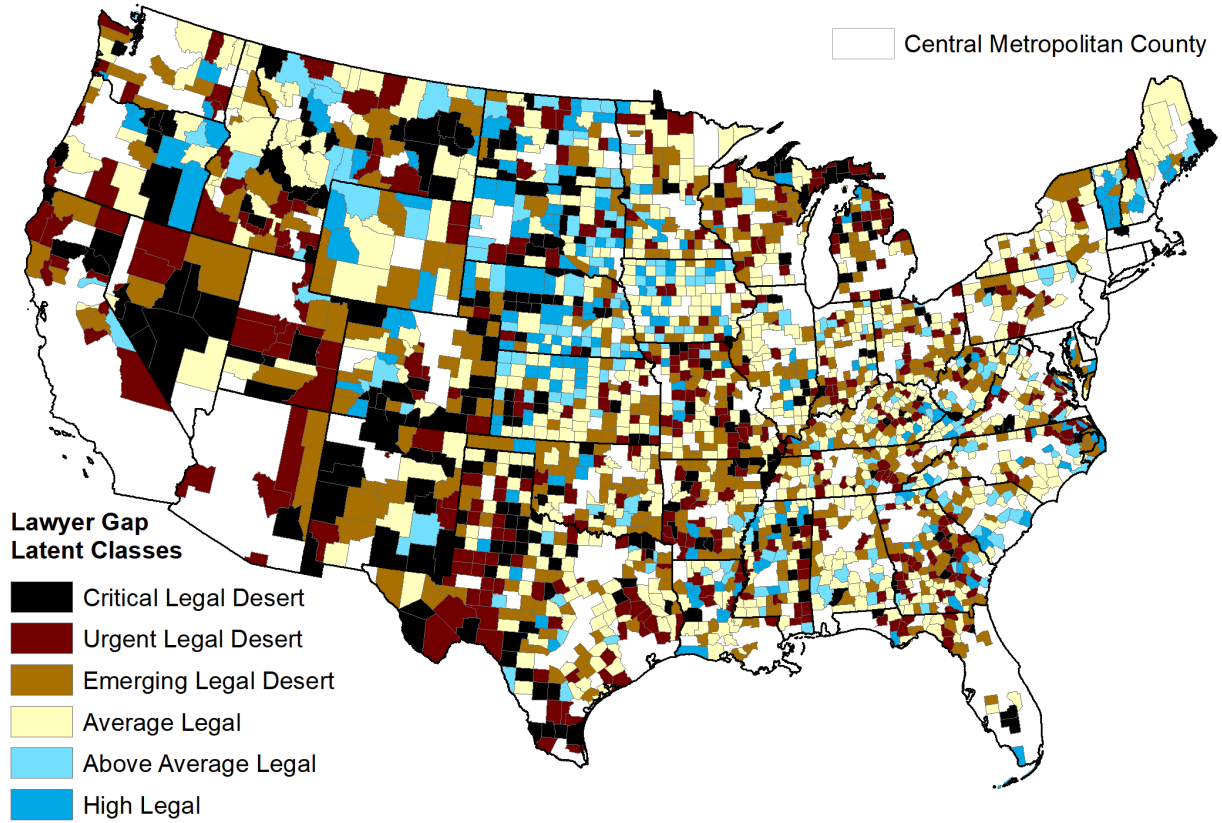 Central Metropolitan County
Lawyer Gap
Latent Classes
Critical Legal Desert
Urgent Legal Desert
Emerging Legal Desert
Average Legal
Above Average Legal
High Legal